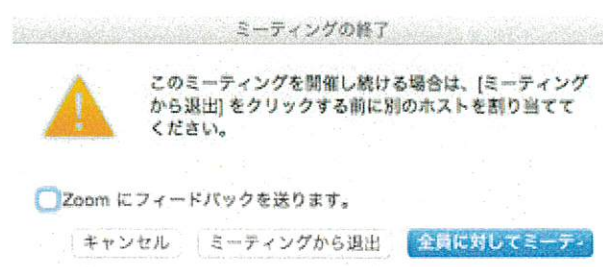 ミーティングの終了
このミーティングを開催し続ける場合は、[ミーティング
から退出] をクリックする前に別のホストを割り当てて
ください。
Zoom にフィードバックを送ります。
キャンセル
ミーティングから退出
全員に対してミーテ-